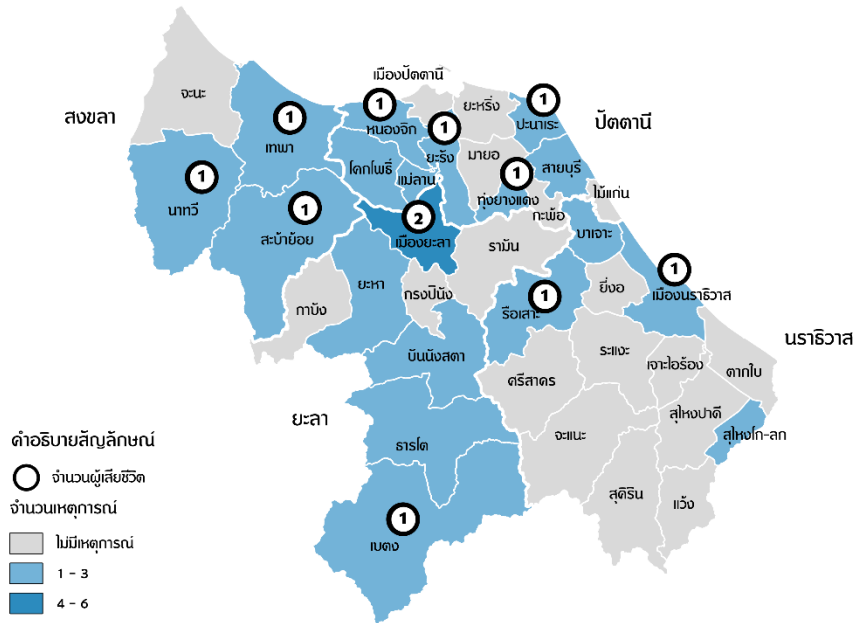 เมืองปัตตานี
จะนะ
สงขลา
1
เทพา
1
หนองจิก
ยะหริ่ง
1
ปะนาเระ
ปัตตานี
1
ยะรัง
มายอ
โคกโพธิ์
แม่ลาน
1
ทุ่งยางแดง
สายบุรี
ไม้แก่น
กะพ้อ
1
นาทวี
1
สะบ้าย้อย
2
เมืองยะลา
รามัน
บาเจาะ
ยะหา
กรงปินัง
กาบัง
1
รือเสาะ
ยี่งอ
1
เมืองนราธิวาส
นราธิวาส
บันนังสตา
ศรีสาคร
ระแงะ
เจาะไอร้อง
ตากใบ
สุไหงปาดี
สุไหงโก-ลก
ยะลา
ธารโต
จะแนะ
สุคิริน
แว้ง
1
เบตง
คำอธิบายสัญลักษณ์
จำนวนผู้เสียชีวิต
จำนวนเหตุการณ์
ไม่มีเหตุการณ์
1 - 3
4 - 6